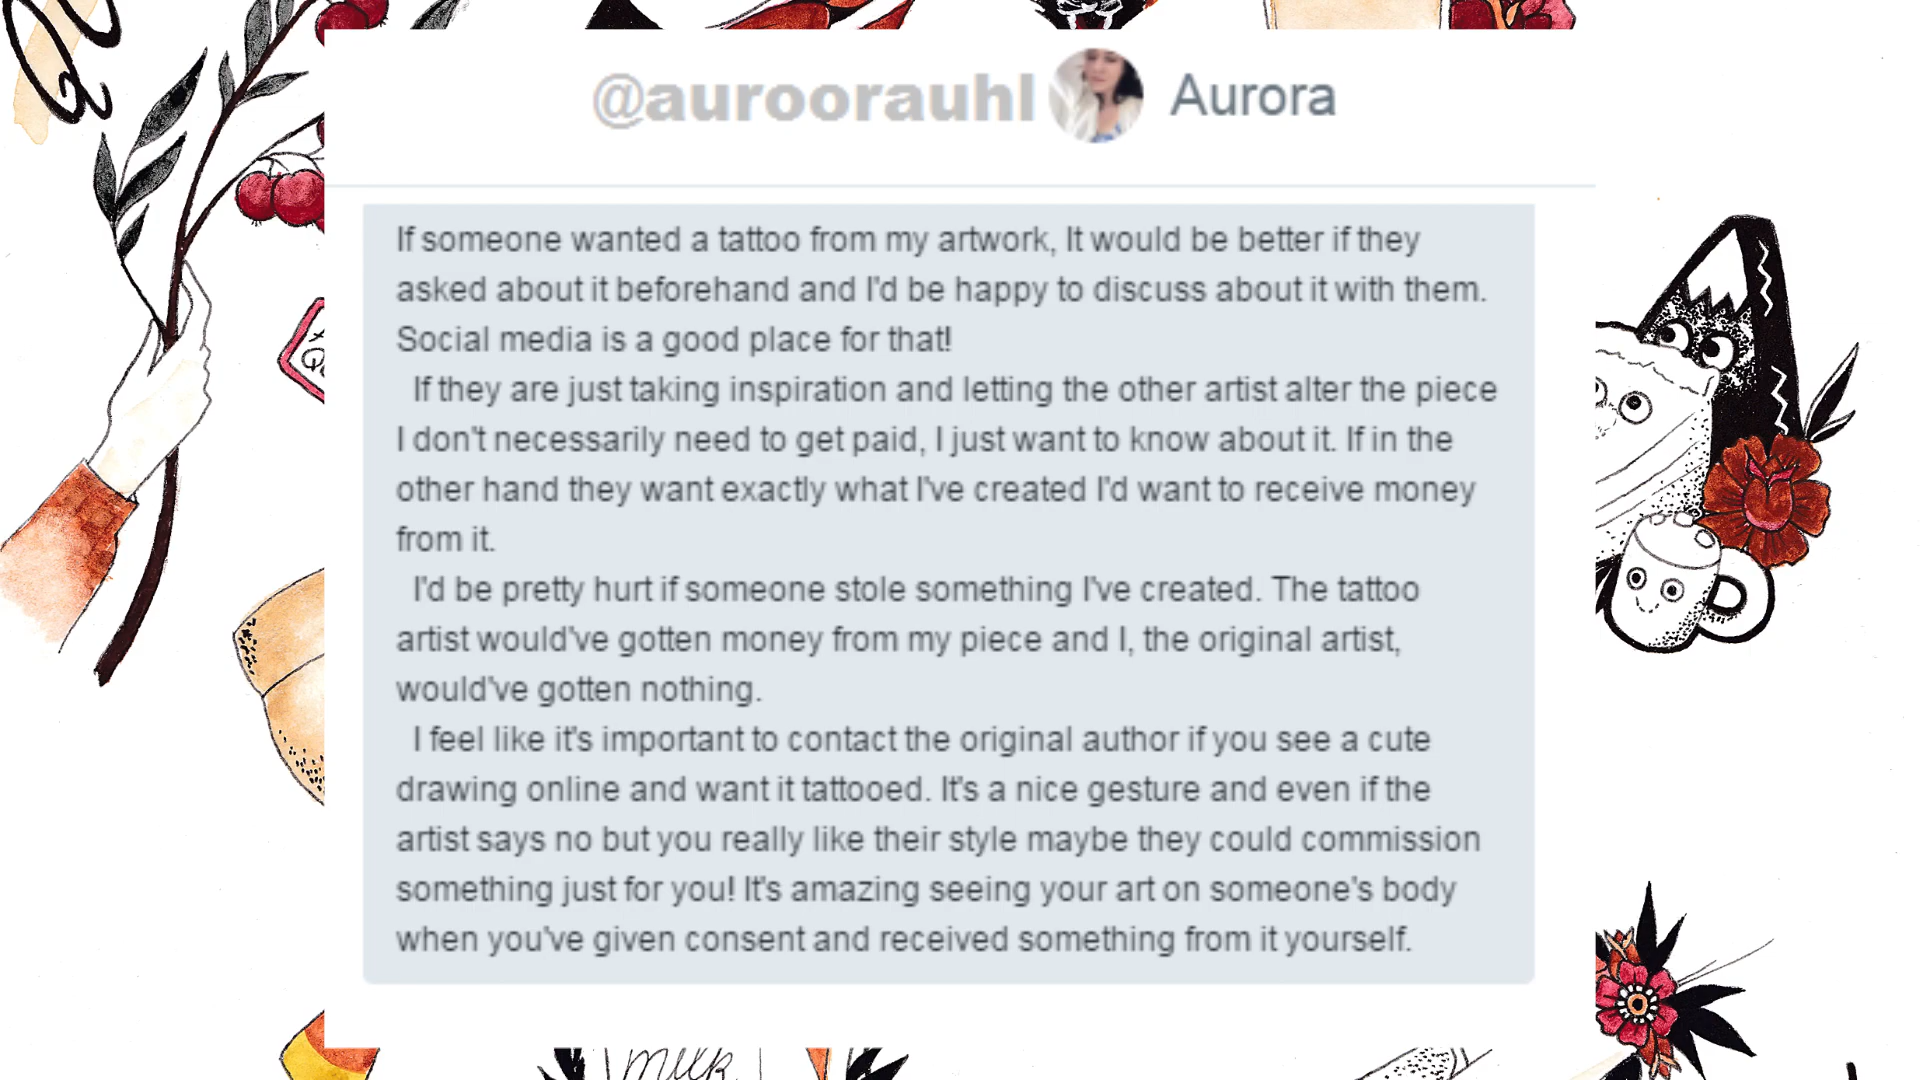 @auroorauhl Aurora
If someone wanted a tattoo from my artwork, It would be better if they
asked about it beforehand and I'd be happy to discuss about it with them.
Social media is a good place for that!
If they are just taking inspiration and letting the other artist alter the piece
I don't necessarily need to get paid, I just want to know about it. If in the
other hand they want exactly what I've created I'd want to receive money
from it.
I'd be pretty hurt if someone stole something I've created. The tattoo
artist would've gotten money from my piece and I, the original artist,
would've gotten nothing.
I feel like it's important to contact the original author if you see a cute
drawing online and want it tattooed. It's a nice gesture and even if the
artist says no but you really like their style maybe they could commission
something just for you! It's amazing seeing your art on someone's body
when you've given consent and received something from it yourself.
milk